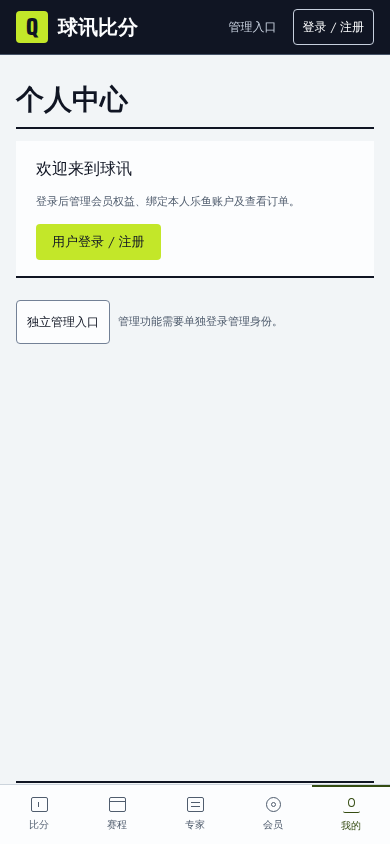 Q 球讯比分 管理入口 登录 / 注册
个人中心
欢迎来到球讯
登录后管理会员权益、绑定本人乐鱼账户及查看订单。
用户登录 / 注册
独立管理入口 管理功能需要单独登录管理身份。
比分 赛程 专家 会员 我的